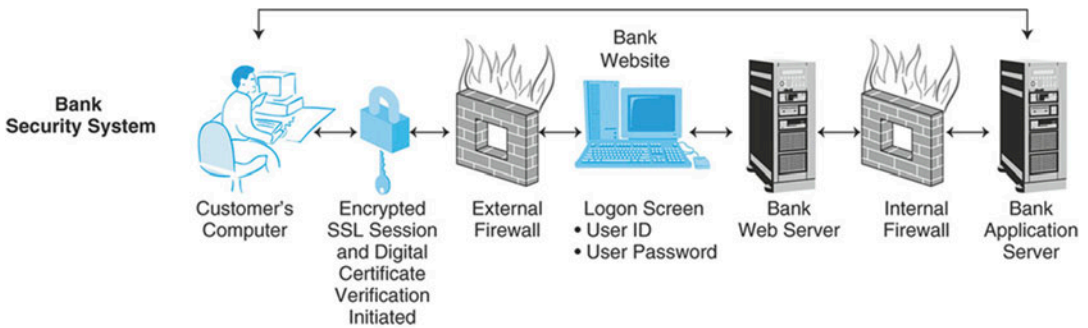 Bank
Security System
Bank
Website
Customer's
Computer
Encrypted
SSL Session
and Digital
Certificate
Verification
Initiated
External
Firewall
Logon Screen
• User ID
• User Password
Bank
Web Server
Internal
Firewall
Bank
Application
Server